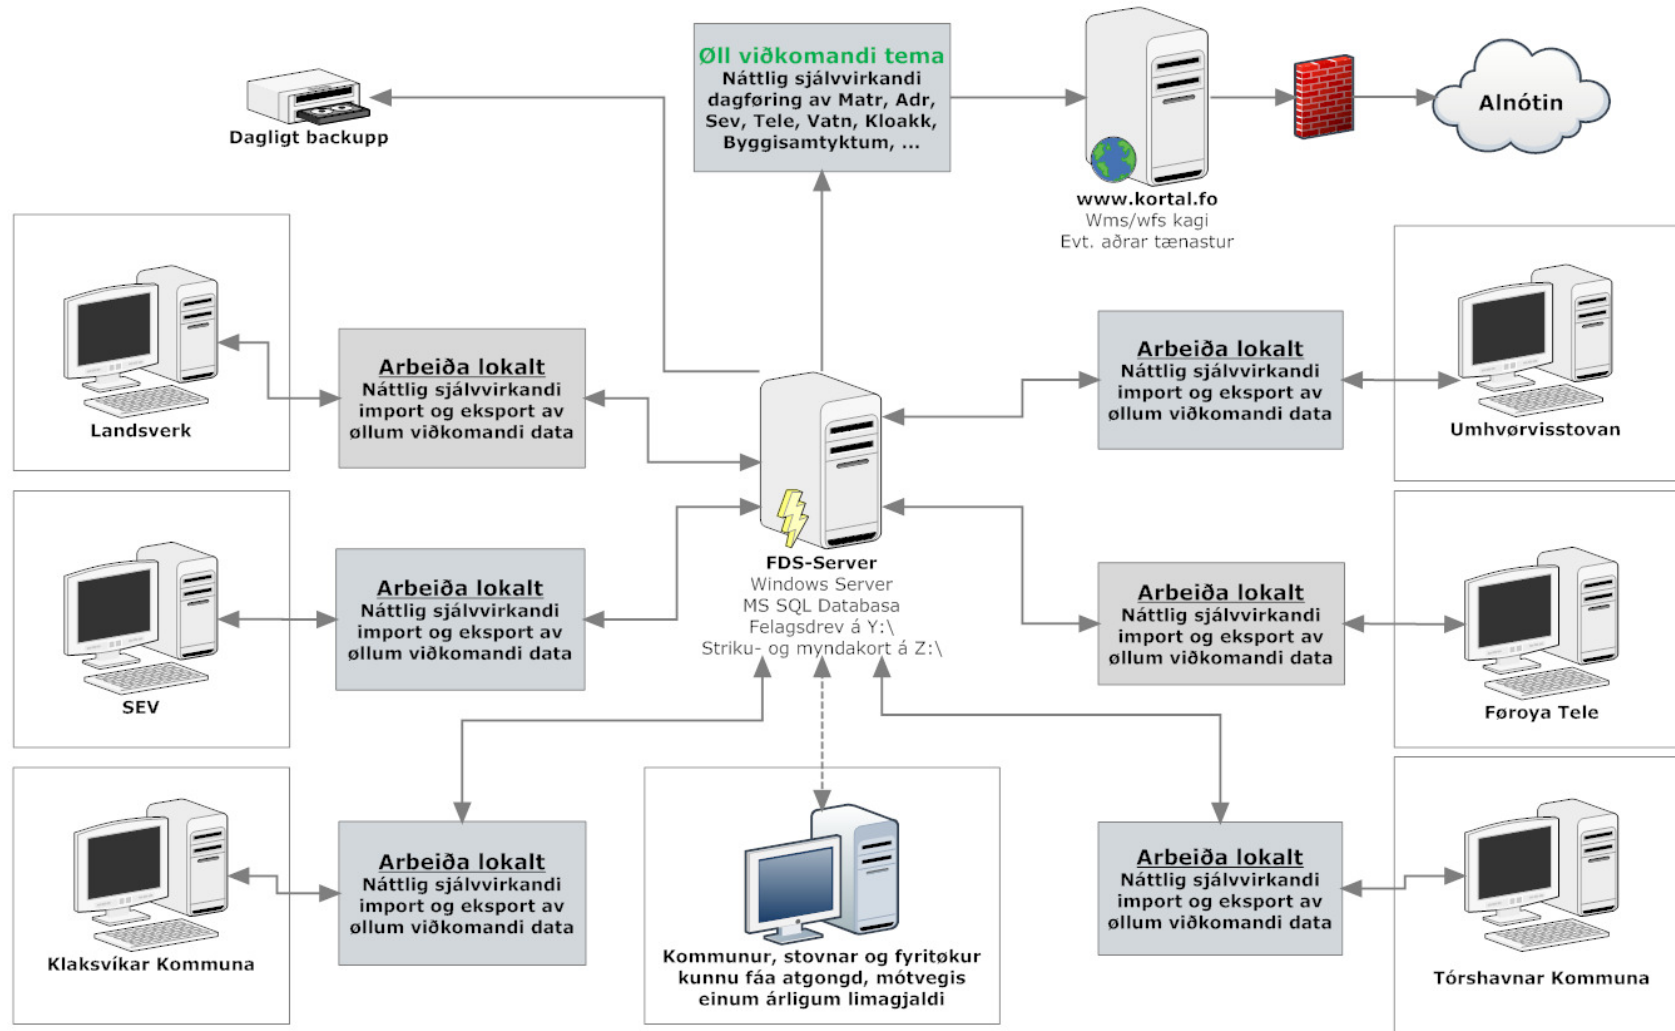 Øll viðkomandi tema
Náttlig sjálvvirkandi
dagføring av Matr, Adr,
Sev, Tele, Vatn, Kloakk,
Byggisamtyktum, ...
Dagligt backupp
Alnótin
www.kortal.fo
Wms/wfs kagi
Evt. aðrar tænastur
Landsverk
Arbeiða lokalt
Náttlig sjálvvirkandi
import og eksport av
øllum viðkomandi data
Arbeiða lokalt
Náttlig sjálvvirkandi
import og eksport av
øllum viðkomandi data
Umhvørvisstovan
FDS-Server
Windows Server
MS SQL Databasa
Felagsdrev á Y:\
Striku- og myndakort á Z:\
SEV
Arbeiða lokalt
Náttlig sjálvvirkandi
import og eksport av
øllum viðkomandi data
Arbeiða lokalt
Náttlig sjálvvirkandi
import og eksport av
øllum viðkomandi data
Føroya Tele
Klaksvíkar Kommuna
Arbeiða lokalt
Náttlig sjálvvirkandi
import og eksport av
øllum viðkomandi data
Kommunur, stovnar og fyritøkur
kunnu fáa atgongd, mótvegis
einum árligum limagjaldi
Arbeiða lokalt
Náttlig sjálvvirkandi
import og eksport av
øllum viðkomandi data
Tórshavnar Kommuna